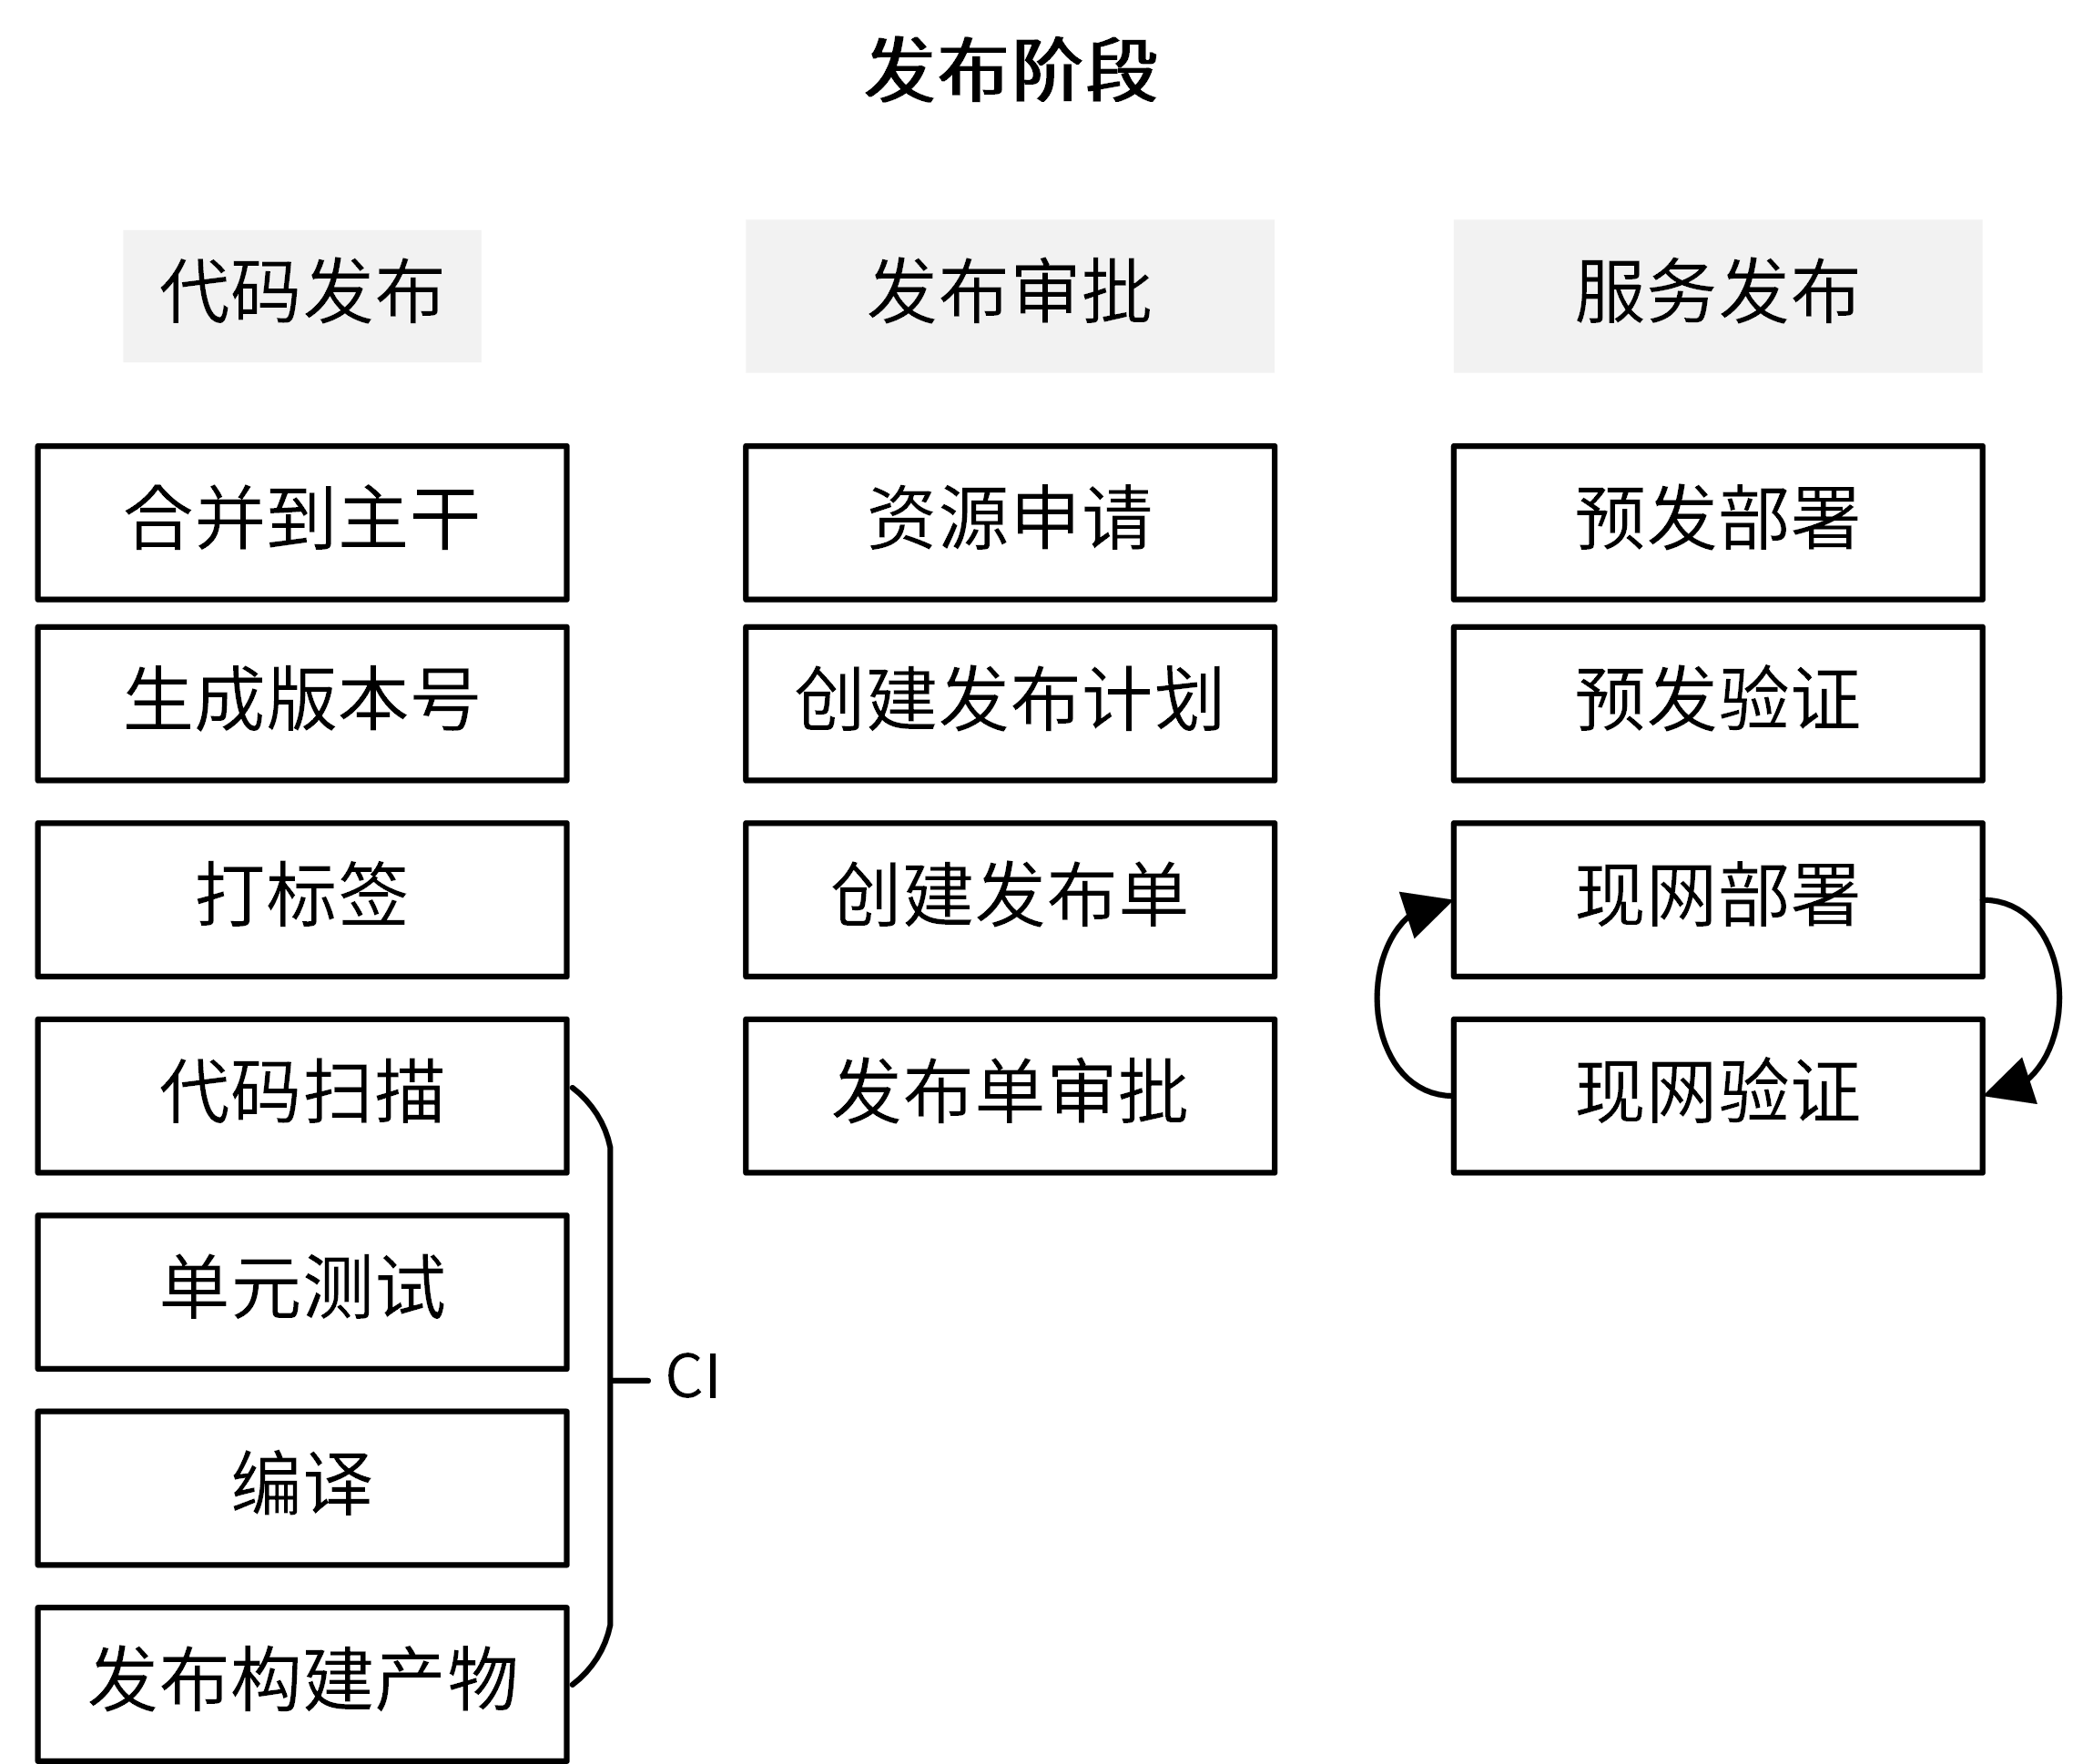 发布阶段
代码发布
合并到主干
生成版本号
打标签
代码扫描
单元测试
编译
发布构建产物
CI
发布审批
资源申请
创建发布计划
创建发布单
发布单审批
服务发布
预发部署
预发验证
现网部署
现网验证